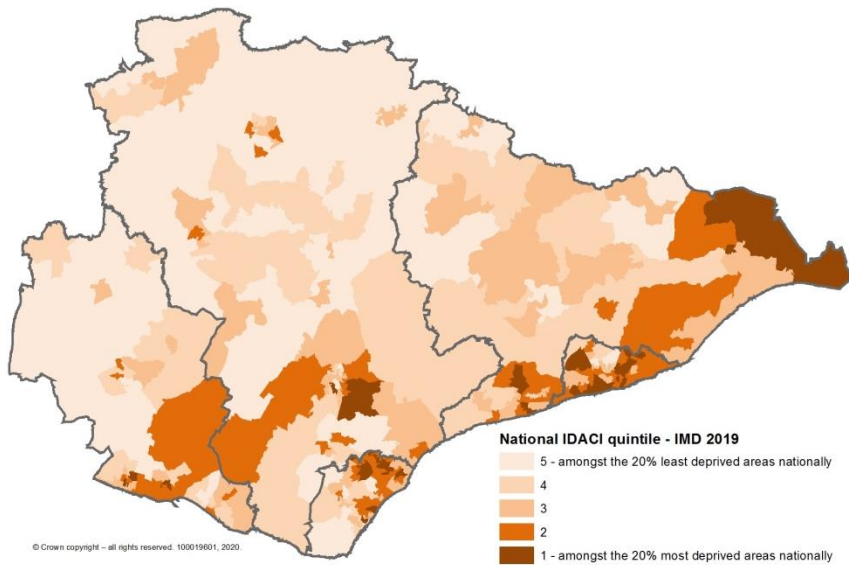 National IDACI quintile - IMD 2019
5 - amongst the 20% least deprived areas nationally
4
3
2
1 - amongst the 20% most deprived areas nationally
© Crown copyright – all rights reserved. 100019601, 2020.